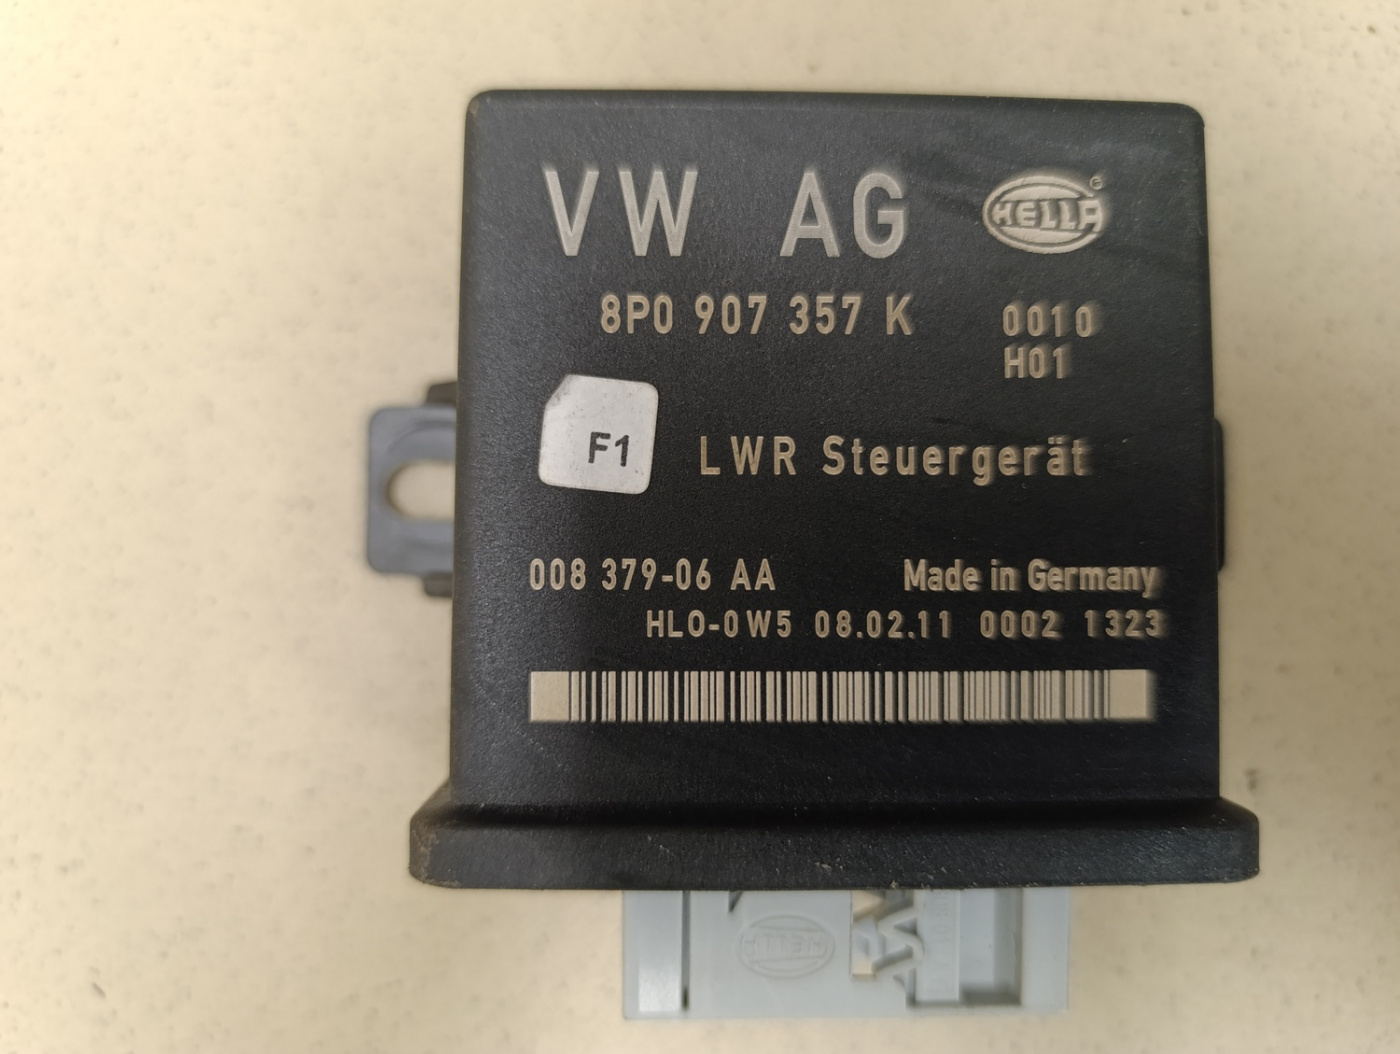 VW AG HELLA
8P0 907 357 K 0010
H01
F1 LWR Steuergerät
008 379-06 AA Made in Germany
HLO-0W5 08.02.11 0002 1323
HELLA